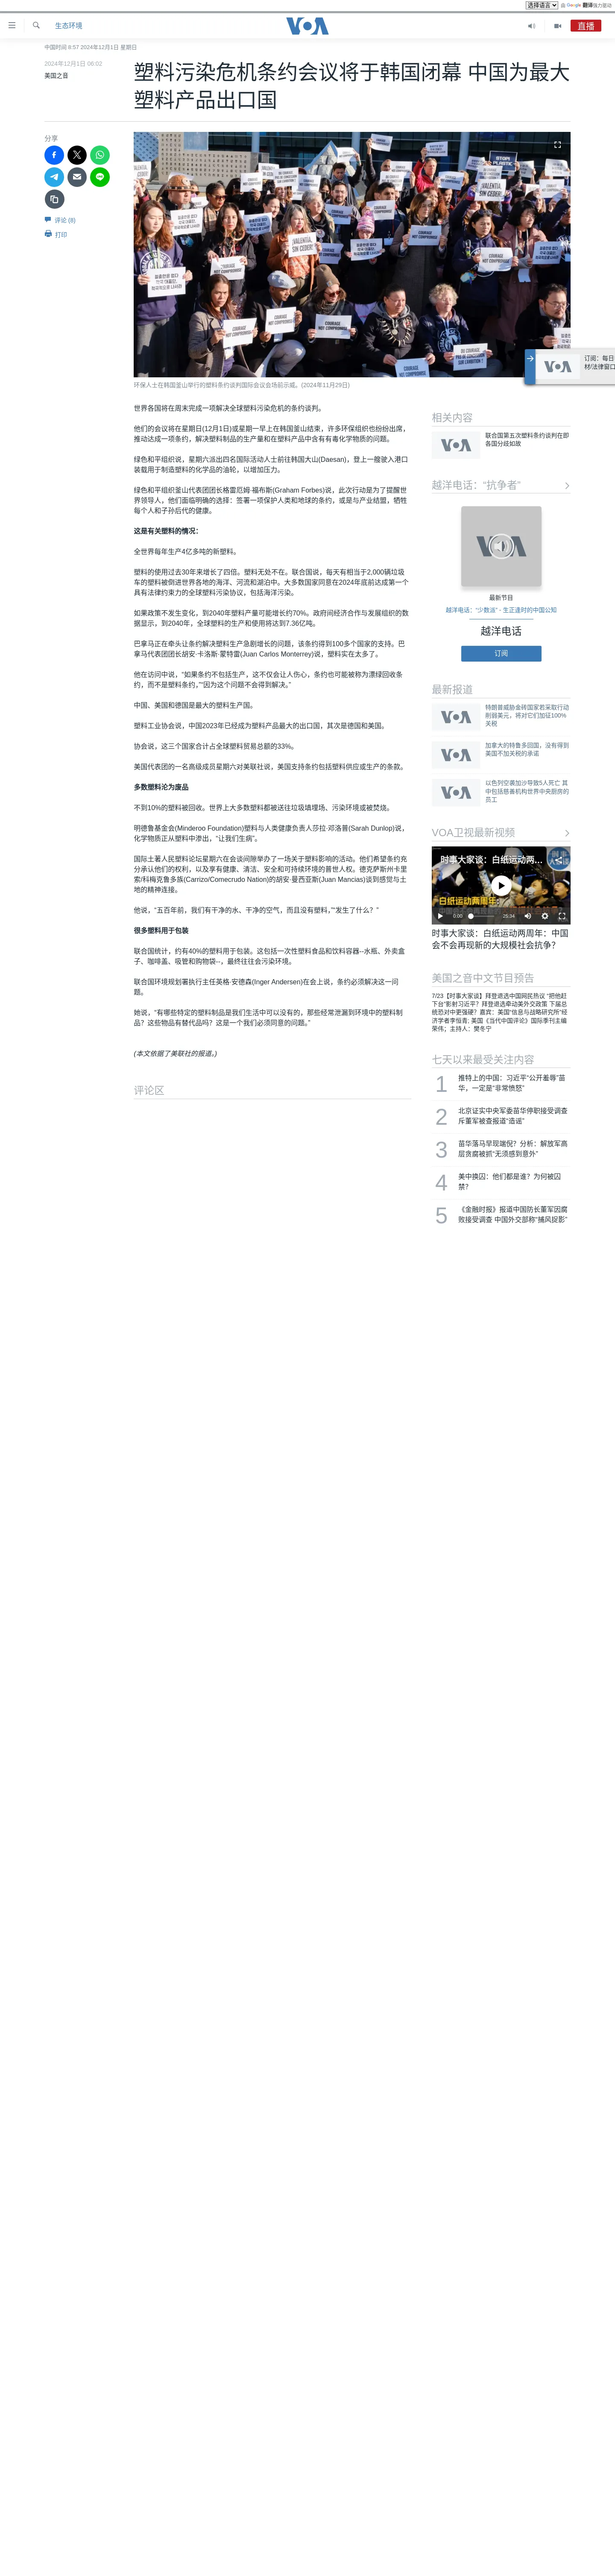 选择语言
由 Google 翻译强力驱动
生态环境
VOA
直播
中国时间 6:57 2024年12月1日 星期日
2024年12月1日 06:02
美国之音
塑料污染危机条约会议将于韩国闭幕 中国为最大
塑料产品出口国
分享
评论 (8)
打印
COURAGE NOT COMPROMISE
VALENTÍA, SIN CEDER!
环保人士在韩国釜山举行的塑料条约谈判国际会议会场前示威。(2024年11月29日)
订阅：每日
材/法律窗口
世界各国将在周末完成一项解决全球塑料污染危机的条约谈判。
他们的会议将在星期日(12月1日)或星期一早上在韩国釜山结束，许多环保组织也纷纷出席，
推动达成一项条约，解决塑料制品的生产量和在塑料产品中含有有毒化学物质的问题。
绿色和平组织说，星期六派出四名国际活动人士前往韩国大山(Daesan)，登上一艘驶入港口
装载用于制造塑料的化学品的油轮，以增加压力。
绿色和平组织釜山代表团团长格雷厄姆·福布斯(Graham Forbes)说，此次行动是为了提醒世
界领导人，他们面临明确的选择：签署一项保护人类和地球的条约，或是与产业结盟，牺牲
每个人和子孙后代的健康。
这是有关塑料的情况：
全世界每年生产4亿多吨的新塑料。
塑料的使用过去30年来增长了四倍。塑料无处不在。联合国说，每天有相当于2,000辆垃圾
车的塑料被倒进世界各地的海洋、河流和湖泊中。大多数国家同意在2024年底前达成第一个
具有法律约束力的全球塑料污染协议，包括海洋污染。
如果政策不发生变化，到2040年塑料产量可能增长约70%。政府间经济合作与发展组织的数
据显示，到2040年，全球塑料的生产和使用将达到7.36亿吨。
巴拿马正在牵头让条约解决塑料生产急剧增长的问题，该条约得到100多个国家的支持。巴
拿马代表团团长胡安·卡洛斯·蒙特雷(Juan Carlos Monterrey)说，塑料实在太多了。
他在访问中说，“如果条约不包括生产，这不仅会让人伤心，条约也可能被称为漂绿回收条
约，而不是塑料条约，”“因为这个问题不会得到解决。”
中国、美国和德国是最大的塑料生产国。
塑料工业协会说，中国2023年已经成为塑料产品最大的出口国，其次是德国和美国。
协会说，这三个国家合计占全球塑料贸易总额的33%。
美国代表团的一名高级成员星期六对美联社说，美国支持条约包括塑料供应或生产的条款。
多数塑料沦为废品
不到10%的塑料被回收。世界上大多数塑料都被送往垃圾填埋场、污染环境或被焚烧。
明德鲁基金会(Minderoo Foundation)塑料与人类健康负责人莎拉·邓洛普(Sarah Dunlop)说，
化学物质正从塑料中渗出，“让我们生病”。
国际土著人民塑料论坛星期六在会谈间隙举办了一场关于塑料影响的活动。他们希望条约充
分承认他们的权利，以及享有健康、清洁、安全和可持续环境的普世人权。德克萨斯州卡里
索/科梅克鲁多族(Carrizo/Comecrudo Nation)的胡安·曼西亚斯(Juan Mancias)谈到感觉与土
地的精神连接。
他说，“五百年前，我们有干净的水、干净的空气，而且没有塑料，”“发生了什么？”
很多塑料用于包装
联合国统计，约有40%的塑料用于包装。这包括一次性塑料食品和饮料容器--水瓶、外卖盒
子、咖啡盖、吸管和购物袋--，最终往往会污染环境。
联合国环境规划署执行主任英格·安德森(Inger Andersen)在会上说，条约必须解决这一问
题。
她说，“有哪些特定的塑料制品是我们生活中可以没有的，那些经常泄漏到环境中的塑料制
品？这些物品有替代品吗？这是一个我们必须同意的问题。”
(本文依据了美联社的报道。)
评论区
相关内容
VOA
联合国第五次塑料条约谈判在即
各国分歧如故
越洋电话：“抗争者”
VOA
最新节目
越洋电话：“少数派” - 生正逢时的中国公知
越洋电话
订阅
最新报道
特朗普威胁金砖国家若采取行动
削弱美元，将对它们加征100%
关税
加拿大的特鲁多回国，没有得到
美国不加关税的承诺
以色列空袭加沙导致5人死亡 其
中包括慈善机构世界中央厨房的
员工
VOA卫视最新视频
时事大家谈：白纸运动两…
白纸运动两周年：
0:00
25:34
时事大家谈：白纸运动两周年：中国
会不会再现新的大规模社会抗争？
美国之音中文节目预告
7/23【时事大家谈】拜登退选中国网民热议 “把他赶
下台”影射习近平？拜登退选牵动美外交政策 下届总
统恐对中更强硬？嘉宾：美国“信息与战略研究所”经
济学者李恒青; 美国《当代中国评论》国际季刊主编
荣伟；主持人：樊冬宁
七天以来最受关注内容
1 推特上的中国：习近平“公开羞辱”苗
华，一定是“非常愤怒”
2 北京证实中央军委苗华停职接受调查
斥董军被查报道“造谣”
3 苗华落马早现端倪？分析：解放军高
层贪腐被抓“无须感到意外”
4 美中换囚：他们都是谁？为何被囚
禁？
5 《金融时报》报道中国防长董军因腐
败接受调查 中国外交部称“捕风捉影”